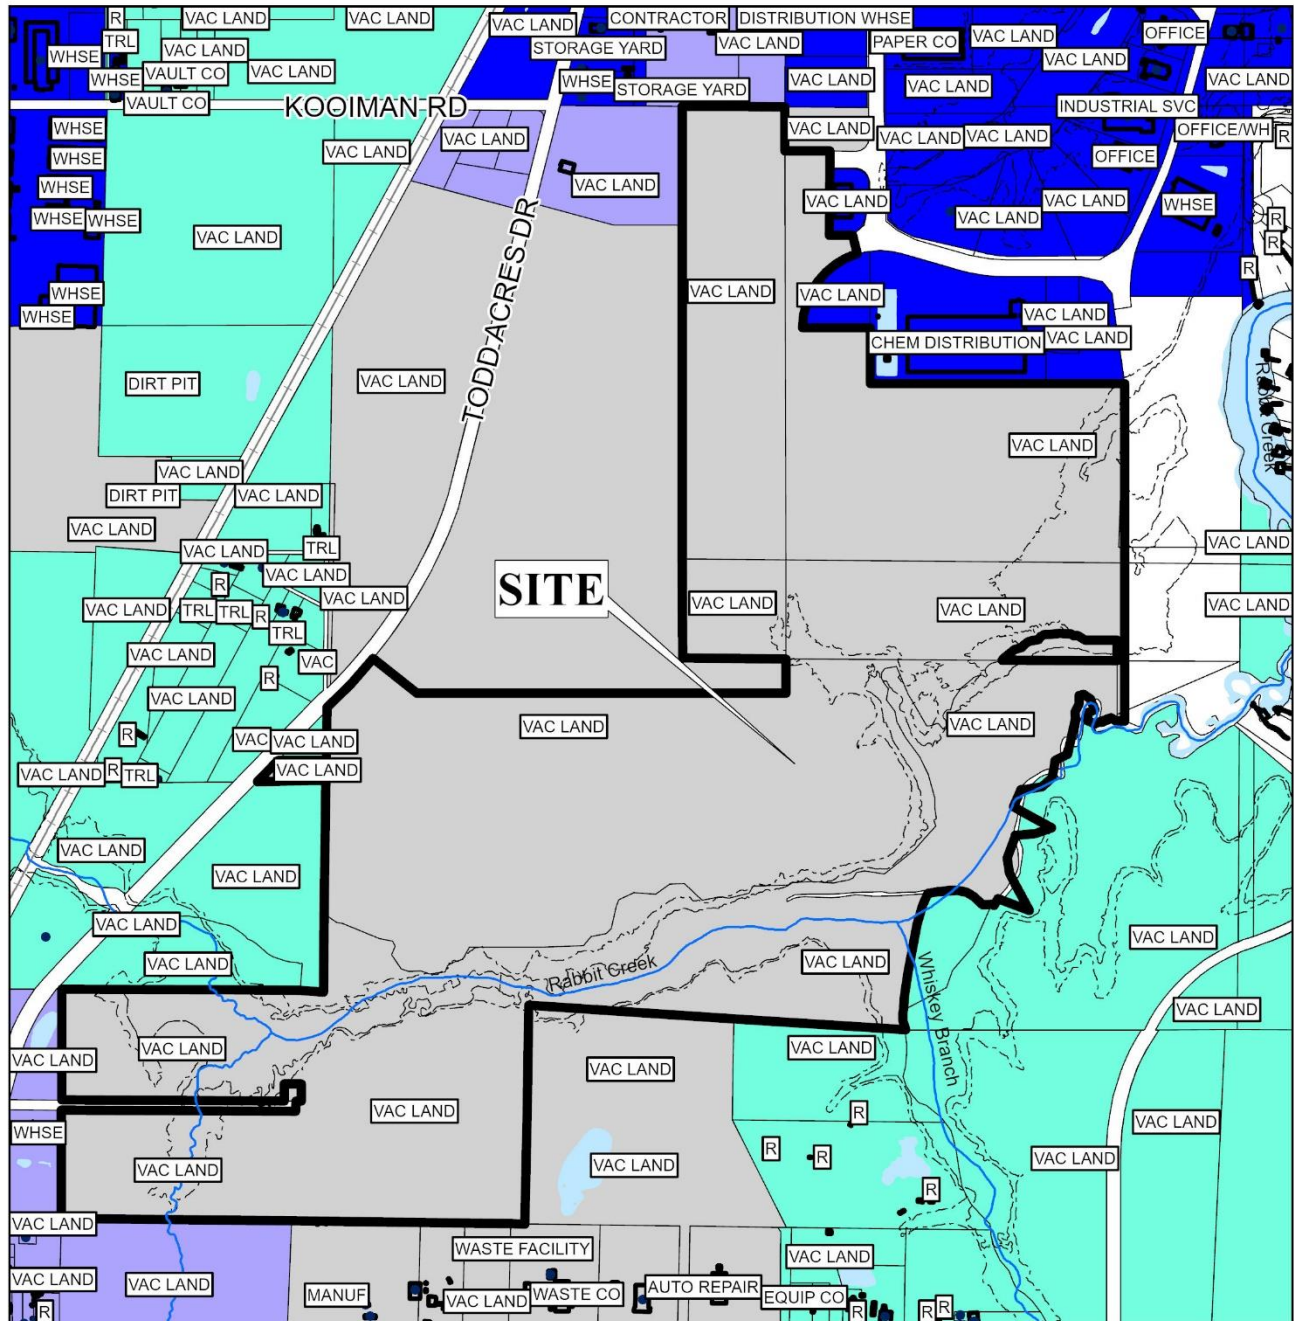 R
VAC LAND
VAC LAND
VAC LAND
CONTRACTOR
DISTRIBUTION WHSE
TRL
VAC LAND
STORAGE YARD
VAC LAND
PAPER CO
VAC LAND
OFFICE
WHSE
VAULT CO
VAC LAND
VAC LAND
WHSE
WHSE
STORAGE YARD
VAC LAND
VAC LAND
VAC LAND
VAULT CO
KOOIMAN RD
INDUSTRIAL SVC
WHSE
VAC LAND
VAC LAND
VAC LAND
VAC LAND
VAC LAND
OFFICE/WH
R
WHSE
VAC LAND
OFFICE
WHSE
VAC LAND
VAC LAND
VAC LAND
WHSE
WHSE
WHSE
VAC LAND
R
VAC LAND
TODD ACRES DR
R
R
WHSE
VAC LAND
VAC LAND
WHSE
VAC LAND
CHEM DISTRIBUTION
VAC LAND
DIRT PIT
VAC LAND
Rabbit Creek
VAC LAND
VAC LAND
DIRT PIT
VAC LAND
VAC LAND
VAC LAND
TRL
VAC LAND
VAC LAND
R
VAC LAND
SITE
VAC LAND
TRL
TRL
R
VAC LAND
VAC LAND
VAC LAND
TRL
VAC LAND
VAC
R
VAC LAND
R
VAC
VAC LAND
VAC LAND
VAC LAND
VAC LAND
R
TRL
VAC LAND
VAC LAND
VAC LAND
VAC LAND
VAC LAND
VAC LAND
VAC LAND
Rabbit Creek
Whiskey Branch
VAC LAND
VAC LAND
VAC LAND
VAC LAND
VAC LAND
VAC LAND
R
VAC LAND
WHSE
R
R
VAC LAND
VAC LAND
VAC LAND
R
VAC LAND
WASTE FACILITY
VAC LAND
VAC LAND
VAC LAND
MANUF
VAC LAND
WASTE CO
AUTO REPAIR
EQUIP CO
R
R
R
R